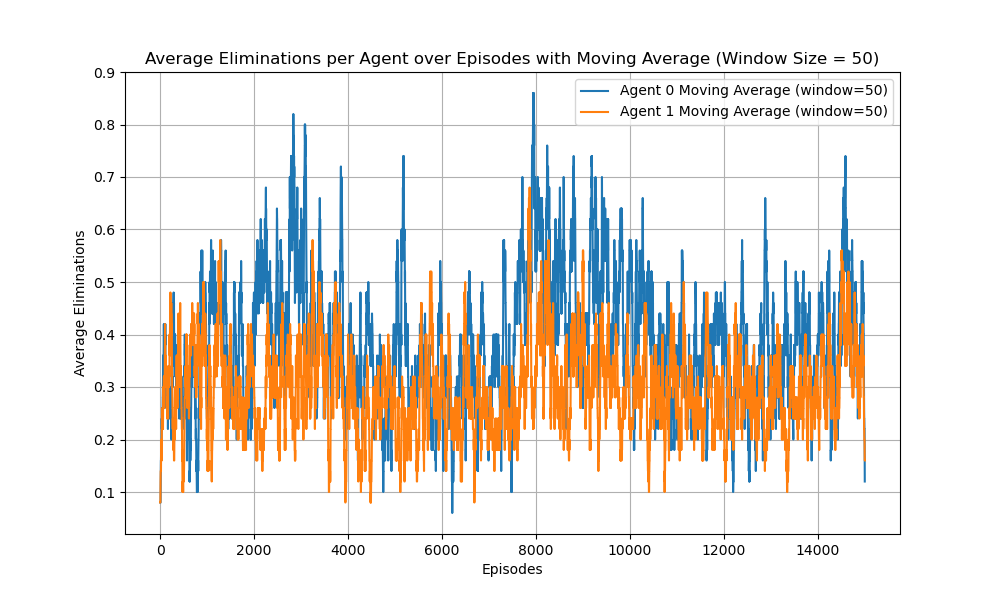 Average Eliminations per Agent over Episodes with Moving Average (Window Size = 50)
Agent 0 Moving Average (window=50)
Agent 1 Moving Average (window=50)
Average Eliminations
0.9
0.8
0.7
0.6
0.5
0.4
0.3
0.2
0.1
0 2000 4000 6000 8000 10000 12000 14000
Episodes